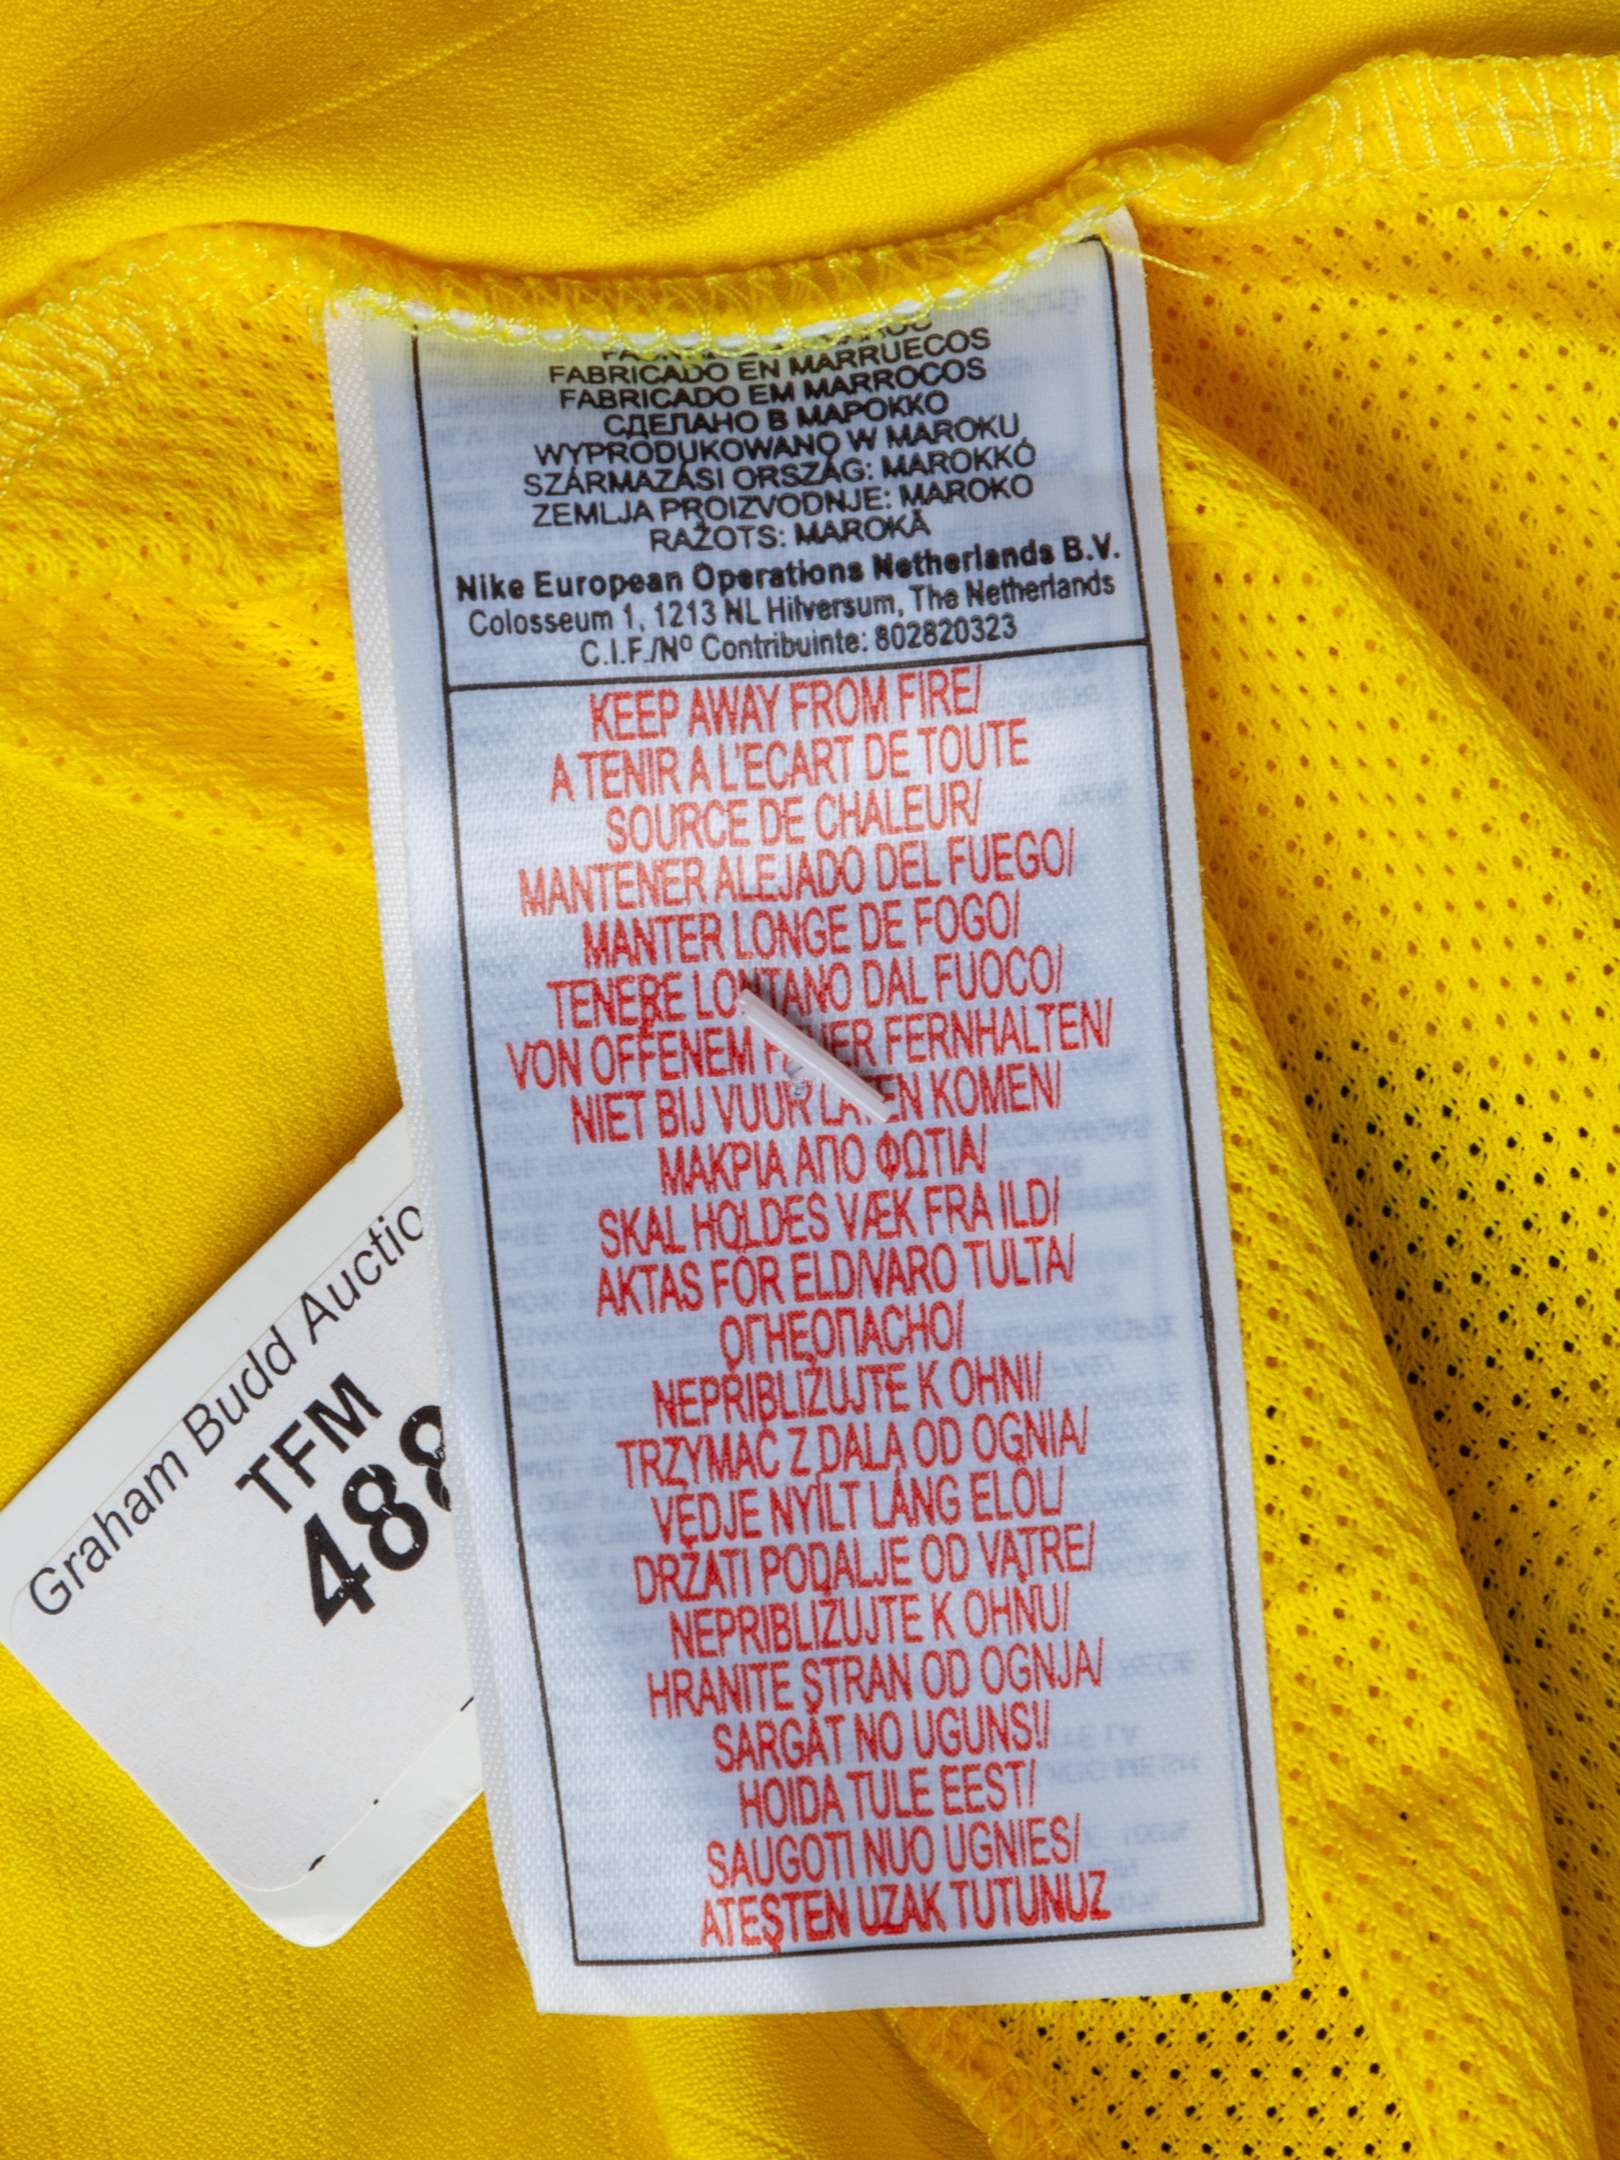 FABRICADO EN MARRUECOS
FABRICADO EM MARROCOS
СДЕЛАНО В МАРОККО
WYPRODUKOWANO W MAROKU
SZÁRMAZÁSI ORSZÁG: MAROKKÓ
ZEMLJA PROIZVODNJE: MAROKO
RAŽOTS: MAROKĀ
Nike European Operations Netherlands B.V.
Colosseum 1, 1213 NL Hilversum, The Netherlands
C.I.F./Nº Contribuinte: 802820323
KEEP AWAY FROM FIRE/
A TENIR A L'ECART DE TOUTE
SOURCE DE CHALEUR/
MANTENER ALEJADO DEL FUEGO/
MANTER LONGE DE FOGO/
TENERE LONTANO DAL FUOCO/
VON OFFENEM FERNHALTEN/
NIET BIJ VUUR KOMEN/
ΜΑΚΡΙΑ ΑΠΟ ΦΩΤΙΑ/
SKAL HOLDES VÆK FRA ILD/
AKTAS FÖR ELD/VARO TULTA/
ОГНЕОПАСНО/
NEPŘIBLIŽUJTE K OHNI/
TRZYMAĆ Z DALA OD OGNIA/
VÉDJE NYÍLT LÁNG ELŐL/
DRŽATI PODALJE OD VATRE/
NEPRIBLIŽUJTE K OHŇU/
HRANITE STRAN OD OGNJA/
SARGĀT NO UGUNS!/
HOIDA TULE EEST/
SAUGOTI NUO UGNIES/
ATEŞTEN UZAK TUTUNUZ
Graham Budd Auctio
TFM
488